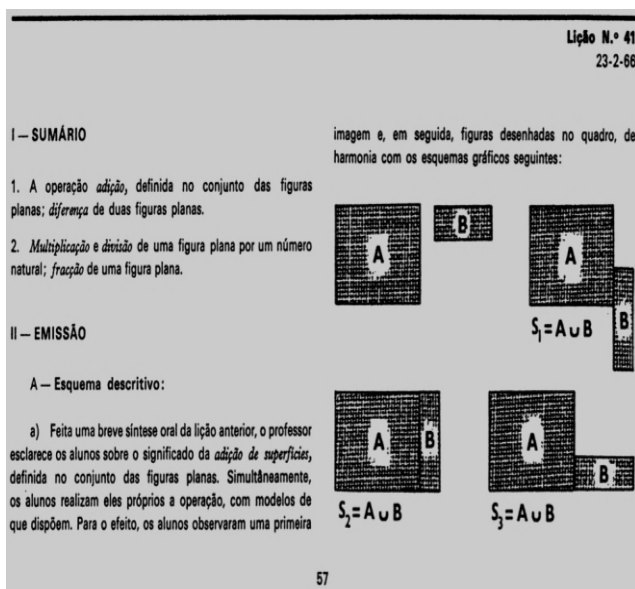 Lição N.º 41
23-2-66
I — SUMÁRIO
1. A operação adição, definida no conjunto das figuras
planas; diferença de duas figuras planas.
2. Multiplicação e divisão de uma figura plana por um número
natural; fracção de uma figura plana.
II — EMISSÃO
A — Esquema descritivo:
a) Feita uma breve síntese oral da lição anterior, o professor
esclarece os alunos sobre o significado da adição de superfícies,
definida no conjunto das figuras planas. Simultâneamente,
os alunos realizam eles próprios a operação, com modelos de
que dispõem. Para o efeito, os alunos observaram uma primeira
imagem e, em seguida, figuras desenhadas no quadro, de
harmonia com os esquemas gráficos seguintes:
A
B
A
B
S₁ = A ∪ B
A
B
S₂ = A ∪ B
A
B
S₃ = A ∪ B
57